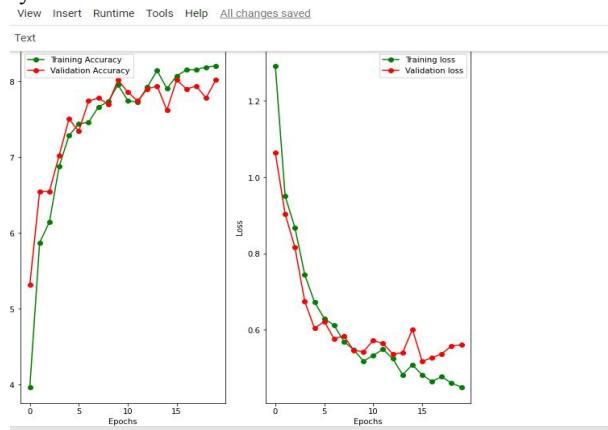 View Insert Runtime Tools Help All changes saved
Text
Training Accuracy
Validation Accuracy
8
7
6
5
4
0 5 10 15
Epochs
Training loss
Validation loss
1.2
1.0
0.8
0.6
Loss
0 5 10 15
Epochs